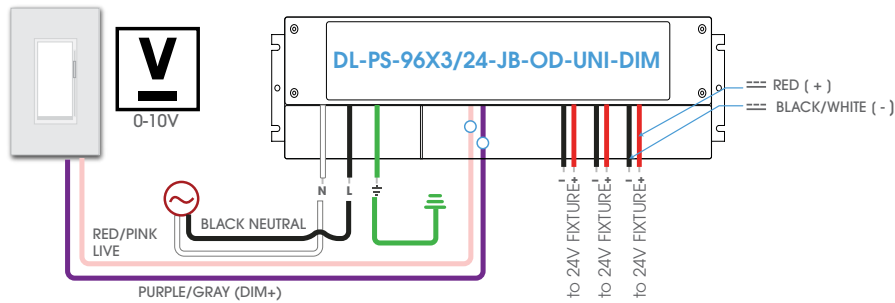 V
0-10V
DL-PS-96X3/24-JB-OD-UNI-DIM
RED ( + )
BLACK/WHITE ( - )
N
L
- +
- +
- +
BLACK NEUTRAL
RED/PINK
LIVE
PURPLE/GRAY (DIM+)
to 24V FIXTURE
to 24V FIXTURE
to 24V FIXTURE